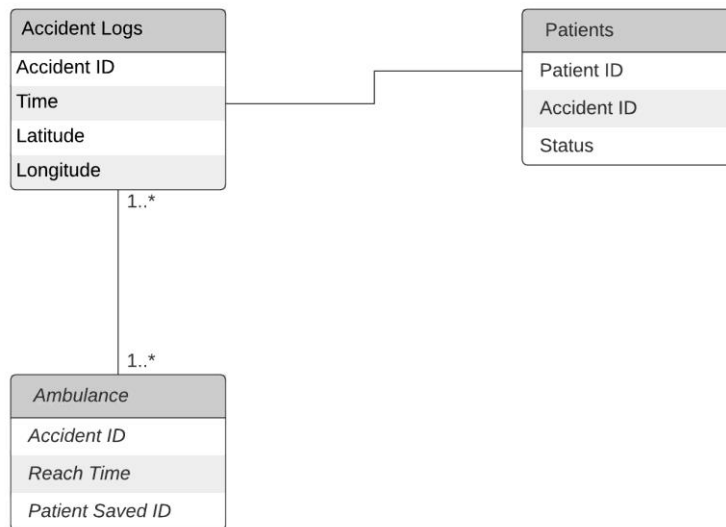 Accident Logs
Accident ID
Time
Latitude
Longitude
1..*
Patients
Patient ID
Accident ID
Status
1..*
Ambulance
Accident ID
Reach Time
Patient Saved ID